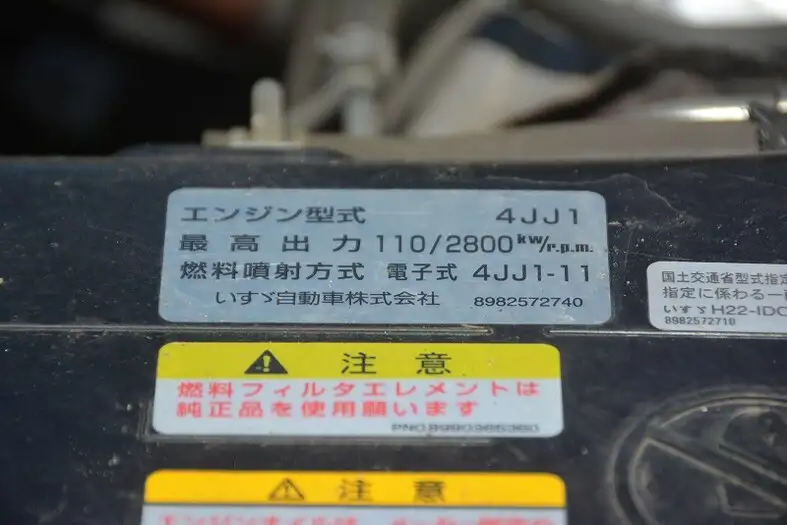 エンジン型式 4JJ1
最高出力 110/2800kW/r.p.m.
燃料噴射方式 電子式 4JJ1-11
いすゞ自動車株式会社 8982572740
国土交通省型式指定
指定に係わる一
いすゞH22-IDC
8982572710
注意
燃料フィルタエレメントは
純正品を使用願います
注意